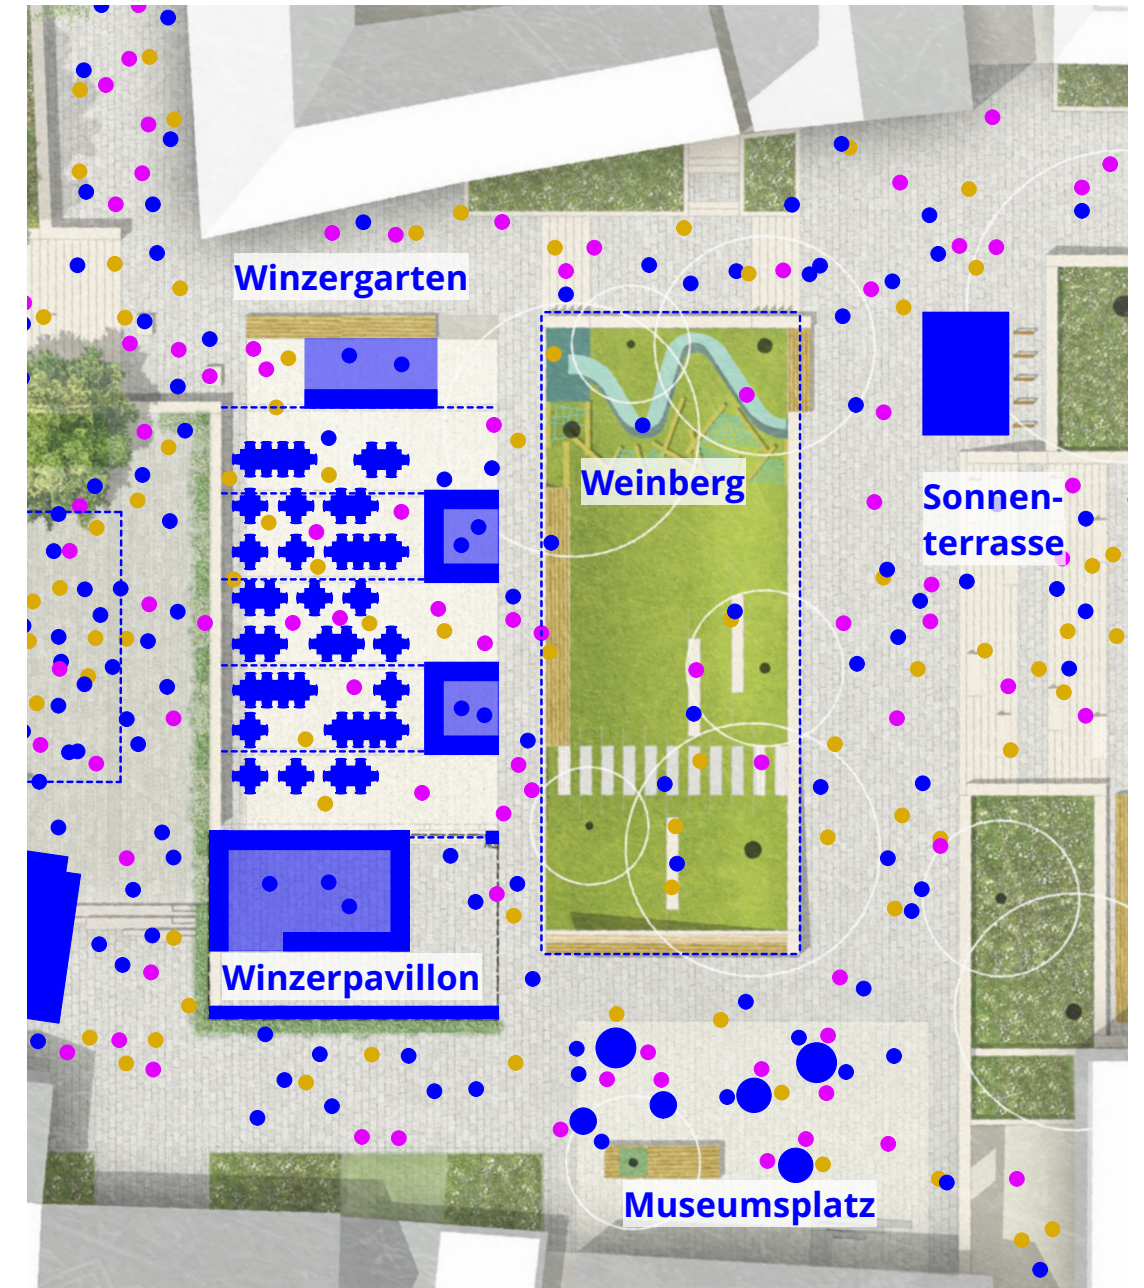 Winzergarten
Weinberg
Sonnen-
terrasse
Winzerpavillon
Museumsplatz